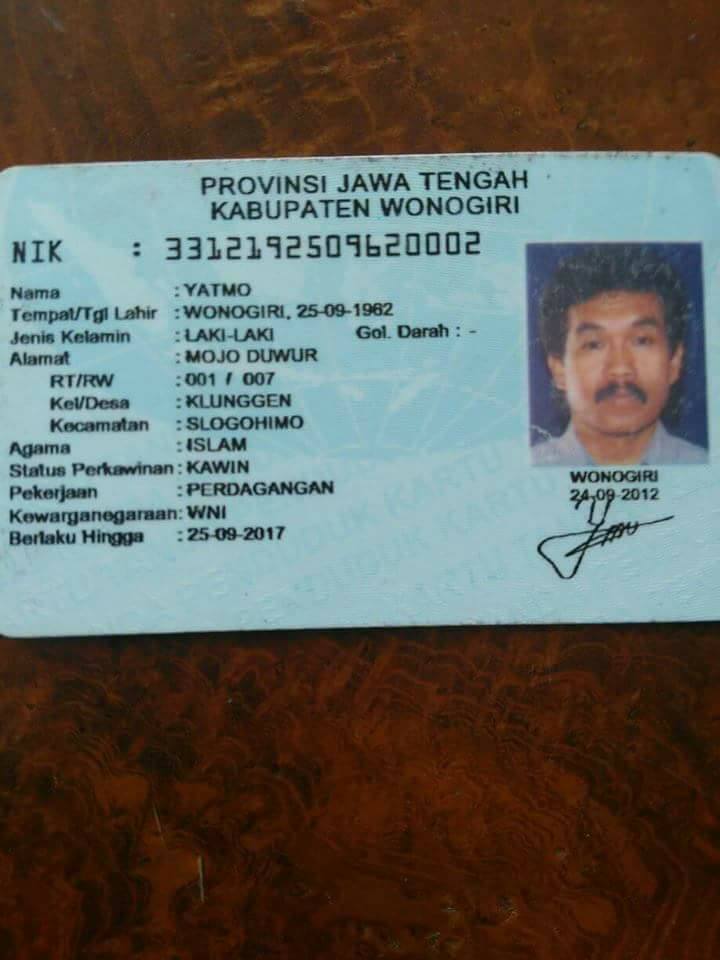 PROVINSI JAWA TENGAH
KABUPATEN WONOGIRI
NIK : 3312192509620002
Nama : YATMO
Tempat/Tgl Lahir : WONOGIRI, 25-09-1962
Jenis Kelamin : LAKI-LAKI Gol. Darah : -
Alamat : MOJO DUWUR
RT/RW : 001 / 007
Kel/Desa : KLUNGGEN
Kecamatan : SLOGOHIMO
Agama : ISLAM
Status Perkawinan : KAWIN
Pekerjaan : PERDAGANGAN
Kewarganegaraan: WNI
Berlaku Hingga : 25-09-2017
WONOGIRI
24-09-2012